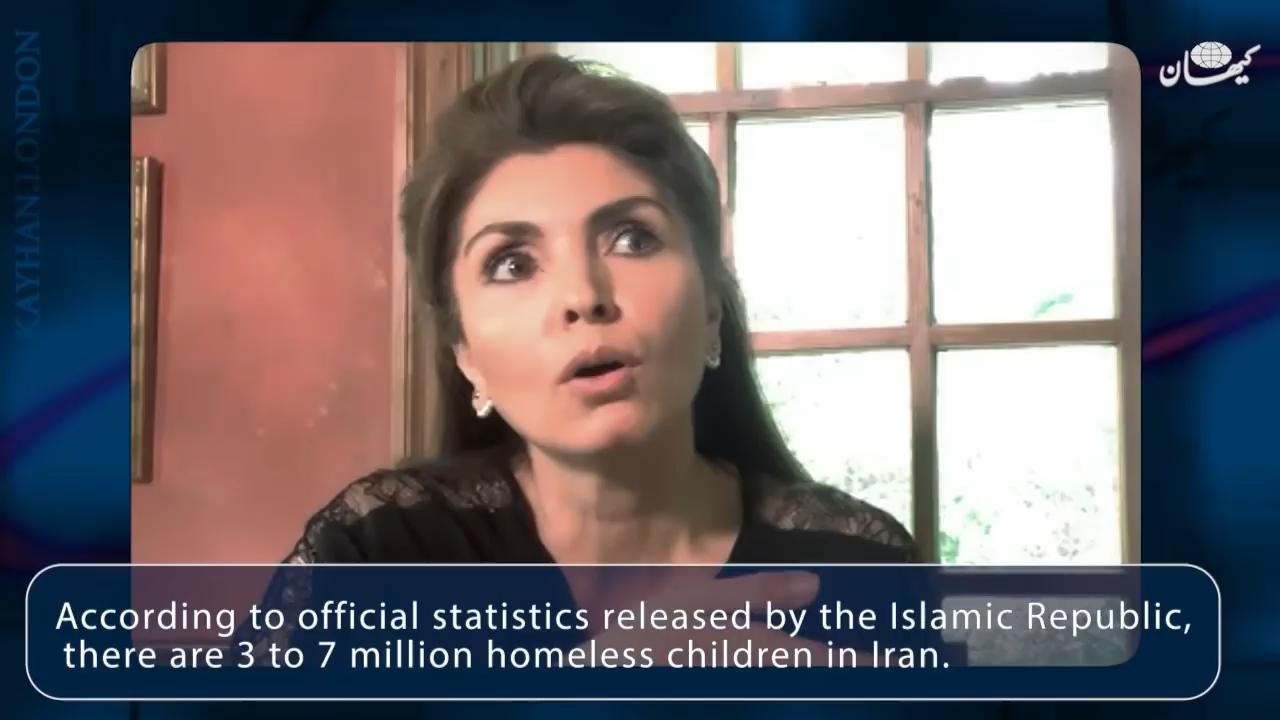 KAYHAN.LONDON
کیهان
According to official statistics released by the Islamic Republic,
there are 3 to 7 million homeless children in Iran.